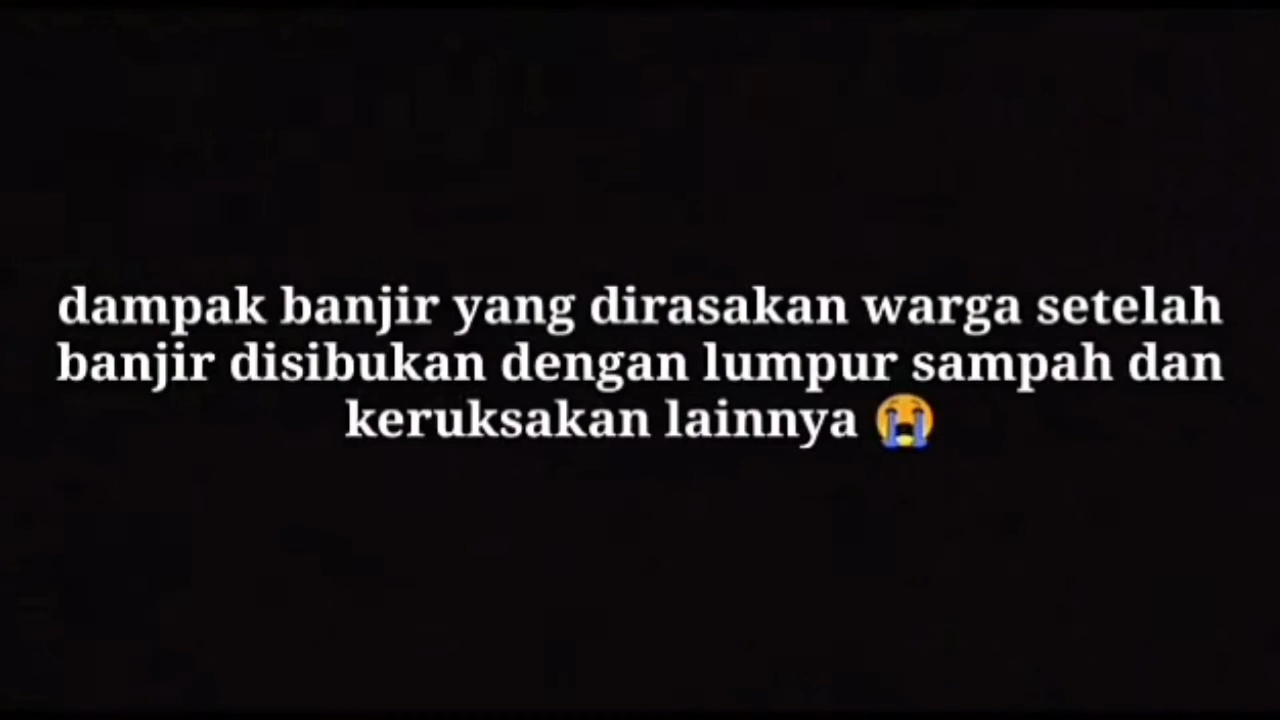 dampak banjir yang dirasakan warga setelah
banjir disibukan dengan lumpur sampah dan
keruksakan lainnya 😭